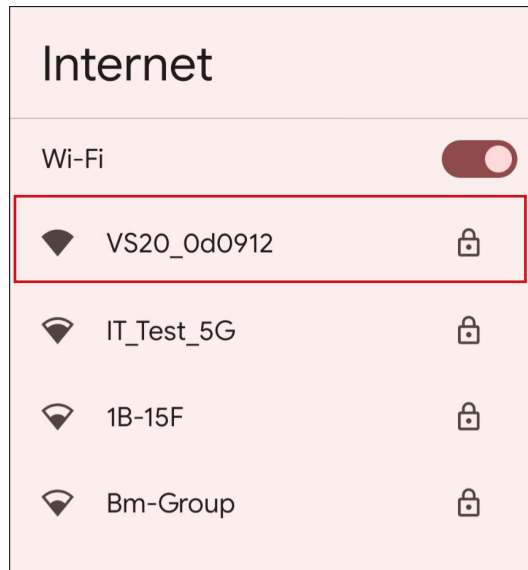 Internet
Wi-Fi
VS20_0d0912
IT_Test_5G
1B-15F
Bm-Group